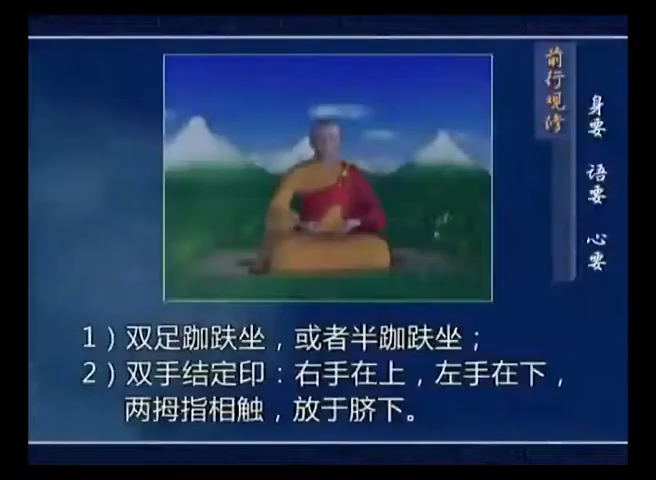 前行观修
身要 语要 心要
1）双足跏趺坐，或者半跏趺坐；
2）双手结定印：右手在上，左手在下，
两拇指相触，放于脐下。